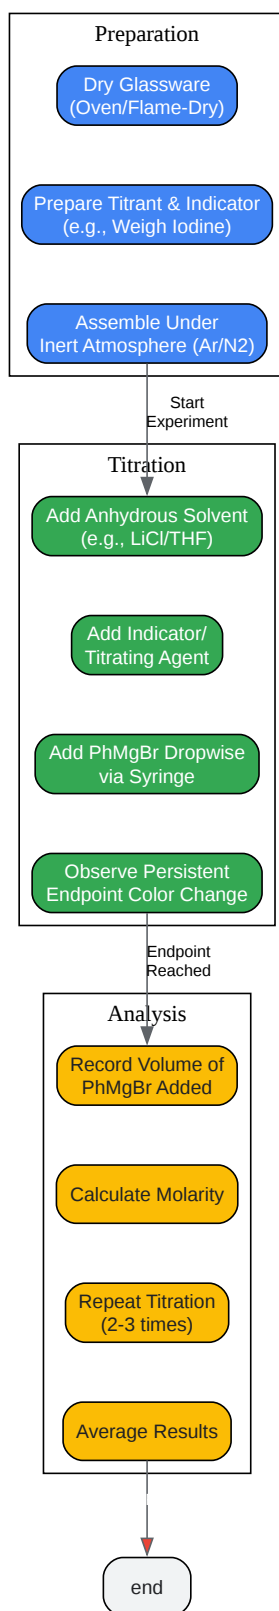 Preparation
Dry Glassware
(Oven/Flame-Dry)
Prepare Titrant & Indicator
(e.g., Weigh Iodine)
Assemble Under
Inert Atmosphere (Ar/N2)
Start
Experiment
Titration
Add Anhydrous Solvent
(e.g., LiCl/THF)
Add Indicator/
Titrating Agent
Add PhMgBr Dropwise
via Syringe
Observe Persistent
Endpoint Color Change
Endpoint
Reached
Analysis
Record Volume of
PhMgBr Added
Calculate Molarity
Repeat Titration
(2-3 times)
Average Results
end